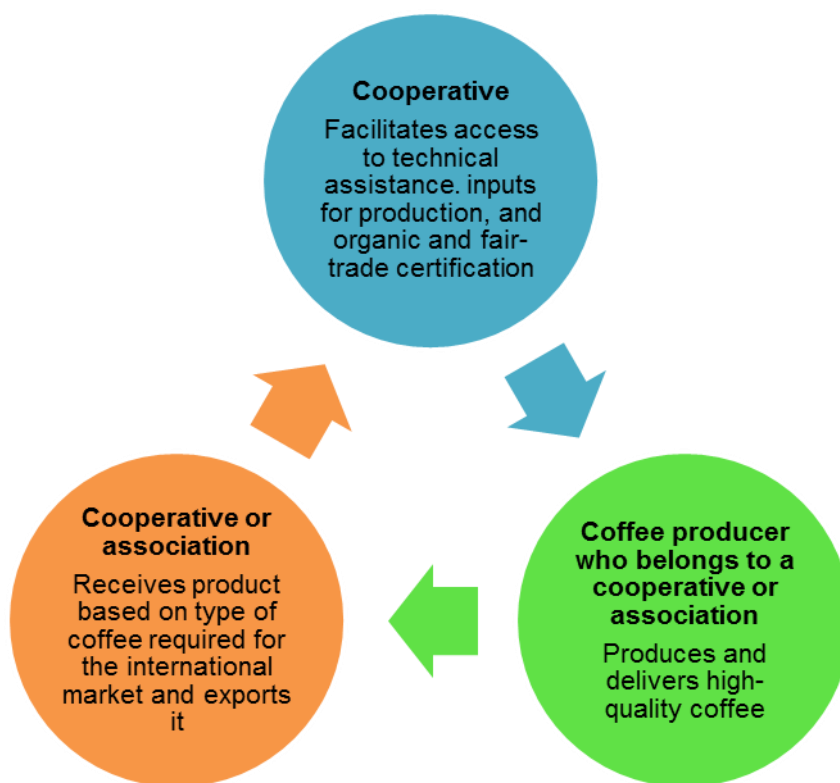 Cooperative
Facilitates access
to technical
assistance. inputs
for production, and
organic and fair-
trade certification
Coffee producer
who belongs to a
cooperative or
association
Produces and
delivers high-
quality coffee
Cooperative or
association
Receives product
based on type of
coffee required for
the international
market and exports
it